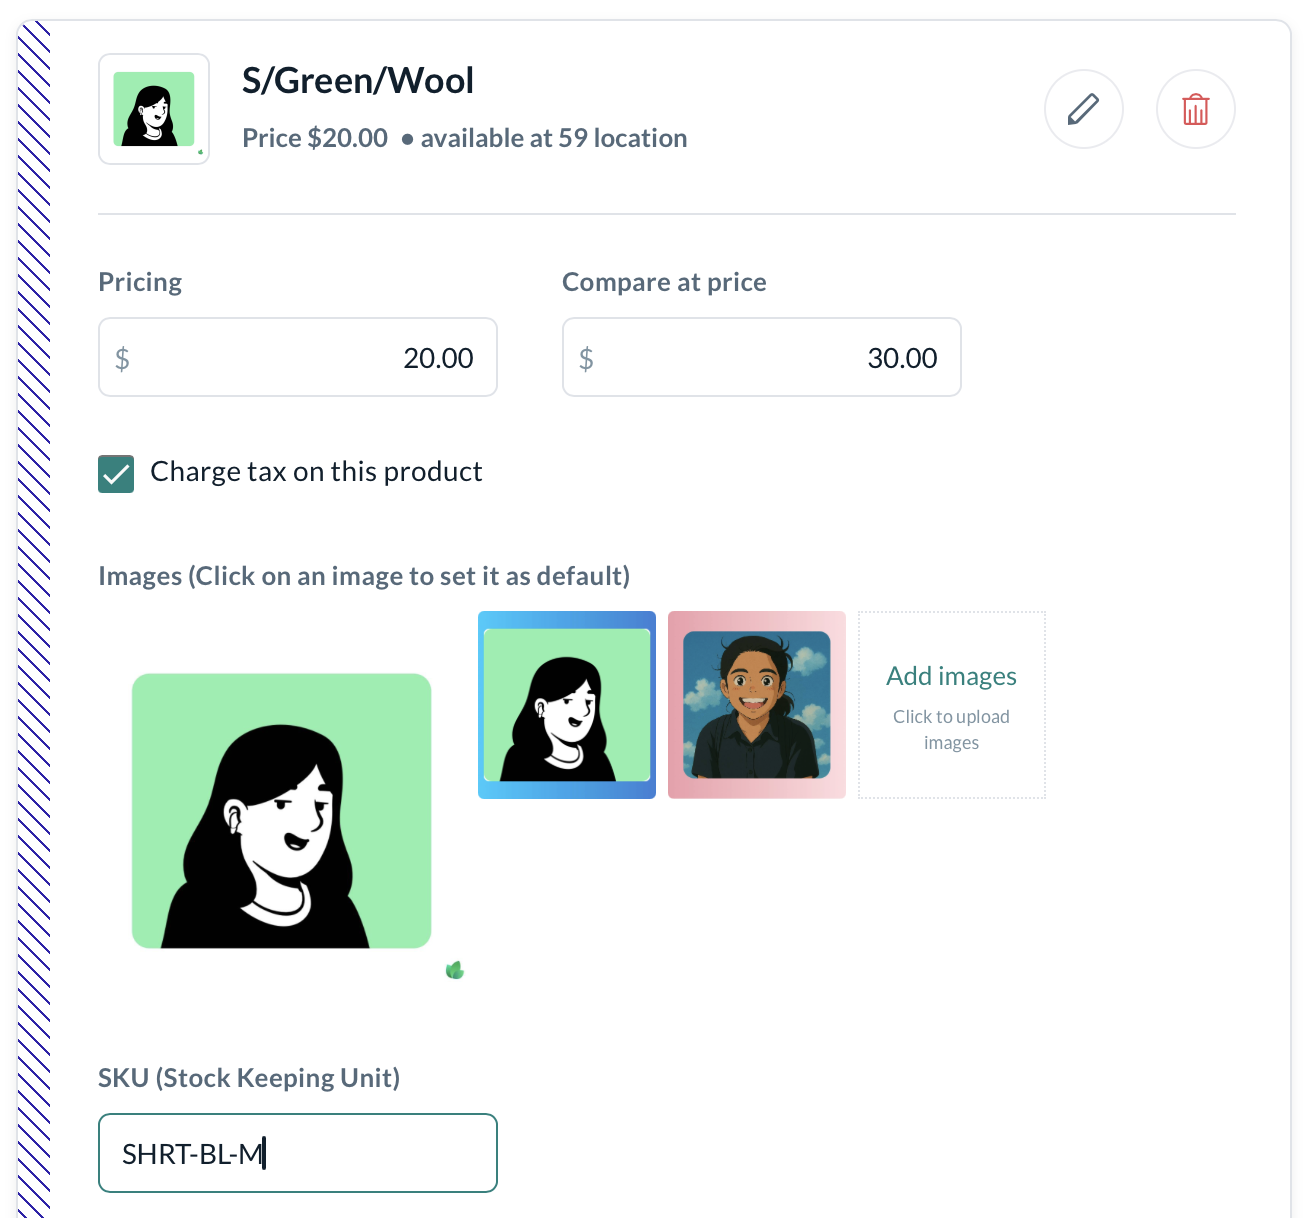 S/Green/Wool
Price $20.00 • available at 59 location
Pricing
Compare at price
$ 20.00
$ 30.00
Charge tax on this product
Images (Click on an image to set it as default)
Add images
Click to upload
images
SKU (Stock Keeping Unit)
SHRT-BL-M